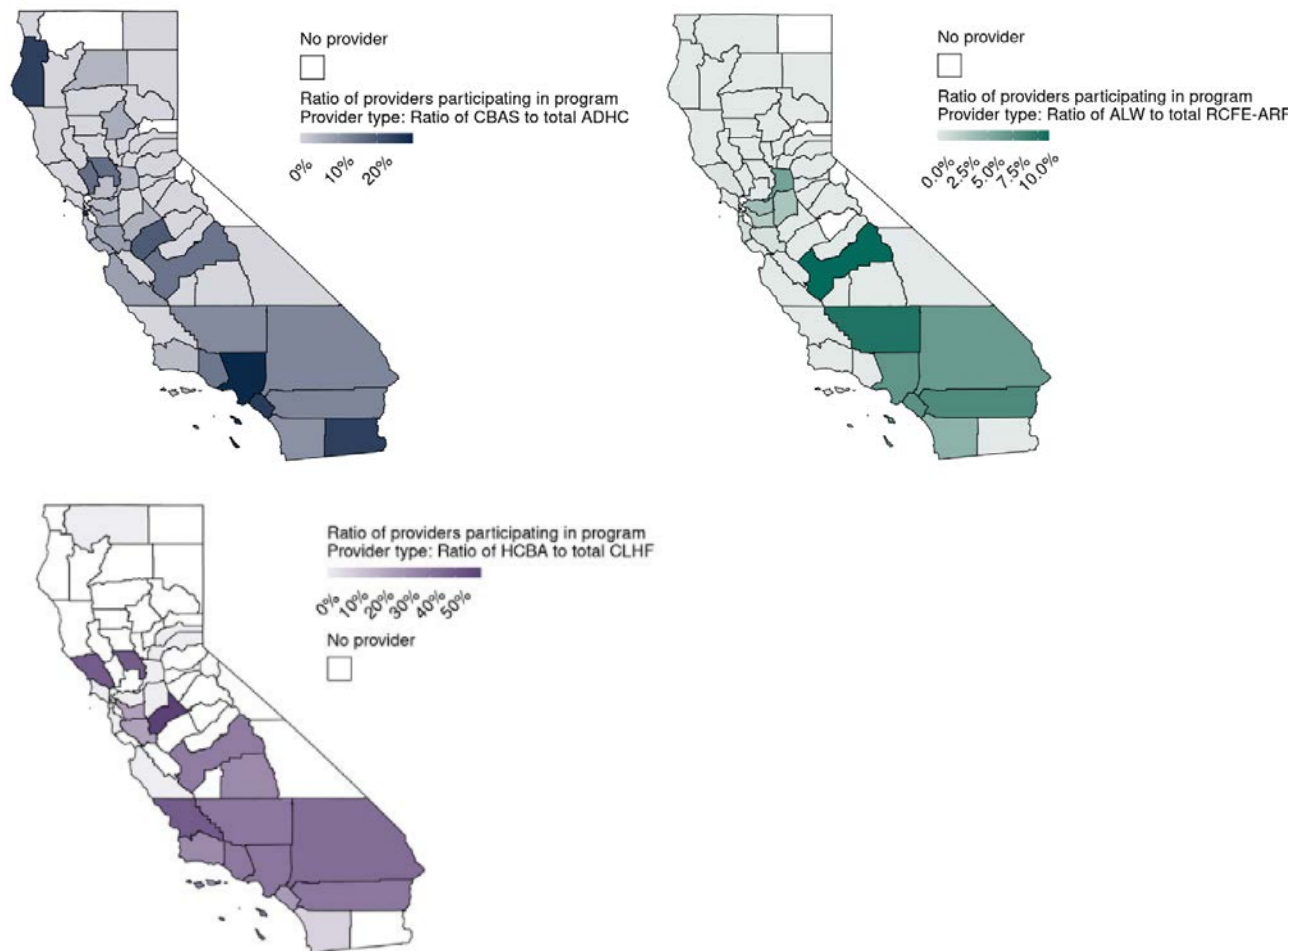 No provider
Ratio of providers participating in program
Provider type: Ratio of CBAS to total ADHC
0% 10% 20%
No provider
Ratio of providers participating in program
Provider type: Ratio of ALW to total RCFE-ARF
0.0% 2.5% 5.0% 7.5% 10.0%
Ratio of providers participating in program
Provider type: Ratio of HCBA to total CLHF
0% 10% 20% 30% 40% 50%
No provider